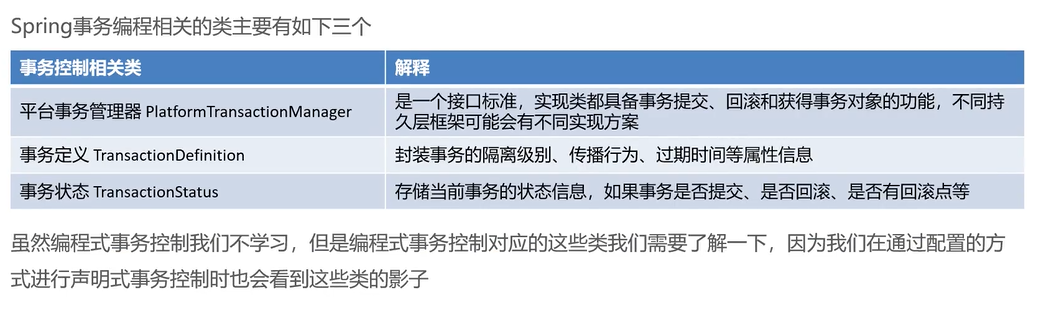 Spring事务编程相关的类主要有如下三个
事务控制相关类 解释
平台事务管理器 PlatformTransactionManager 是一个接口标准，实现类都具备事务提交、回滚和获得事务对象的功能，不同持
久层框架可能会有不同实现方案
事务定义 TransactionDefinition 封装事务的隔离级别、传播行为、过期时间等属性信息
事务状态 TransactionStatus 存储当前事务的状态信息，如果事务是否提交、是否回滚、是否有回滚点等
虽然编程式事务控制我们不学习，但是编程式事务控制对应的这些类我们需要了解一下，因为我们在通过配置的方
式进行声明式事务控制时也会看到这些类的影子